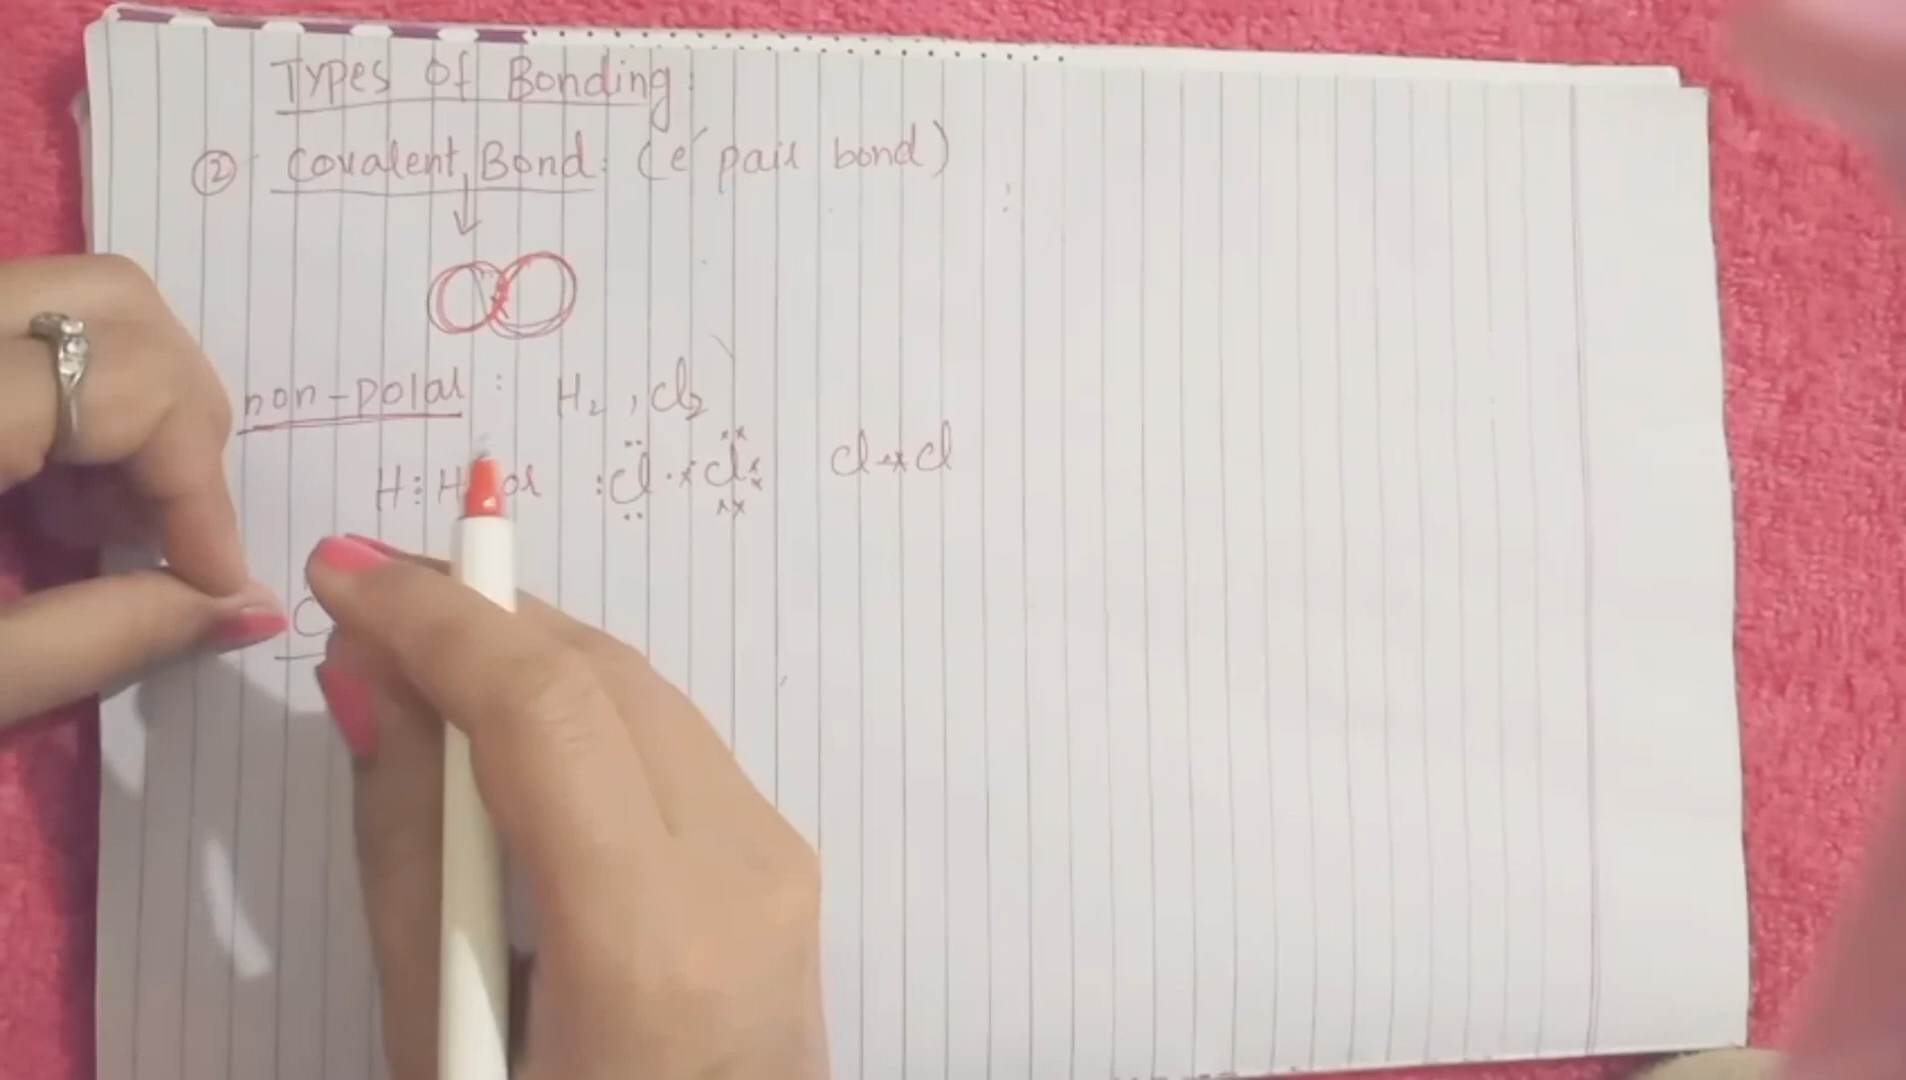 Types of Bonding:
② Covalent Bond: (e⁻ pair bond)
non-polar : H₂, Cl₂
H:H or :Cl·×Cl×× Cl·×Cl
C